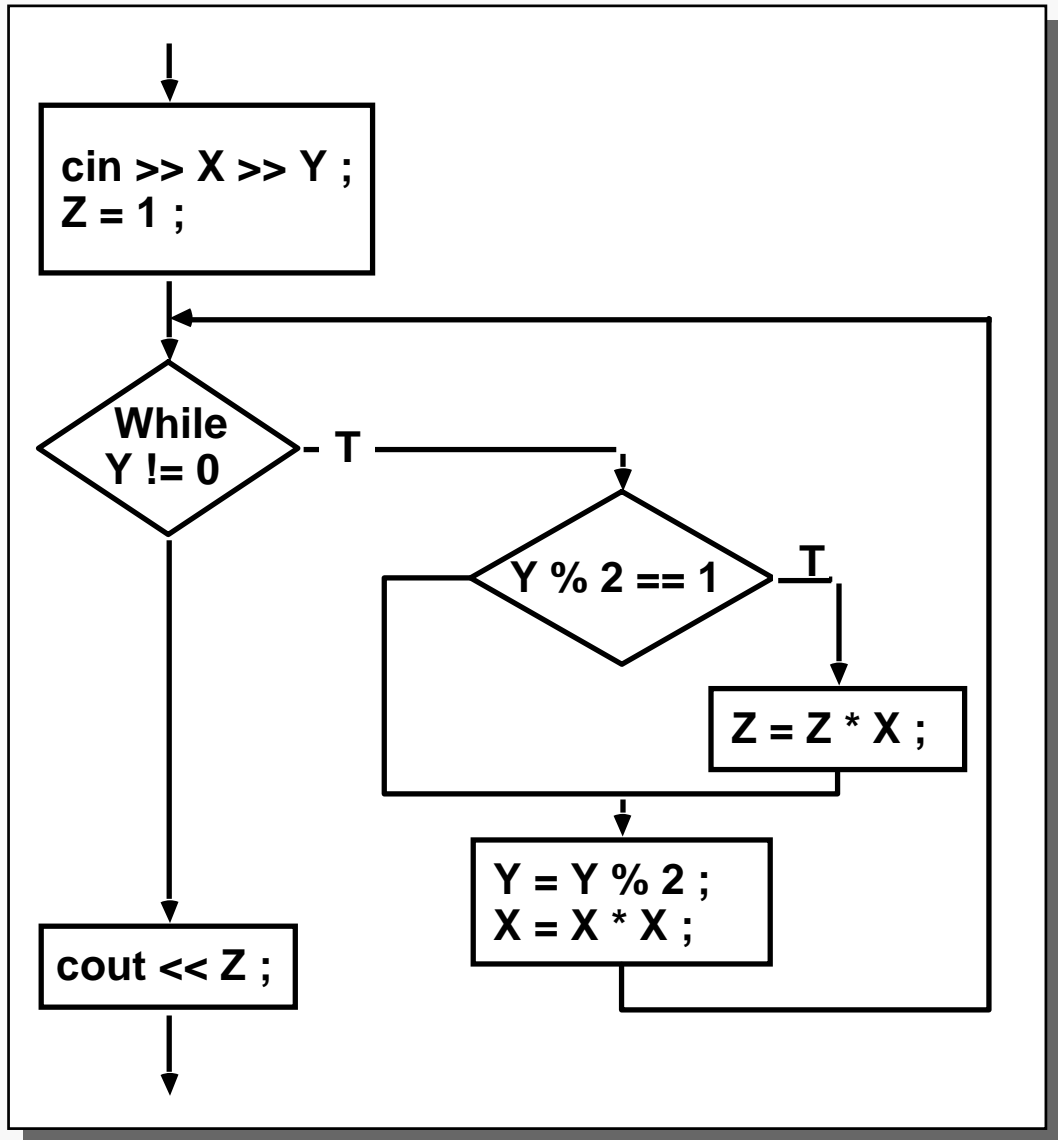 cin >> X >> Y ;
Z = 1 ;
While
Y != 0
T
Y % 2 == 1
T
Z = Z * X ;
Y = Y % 2 ;
X = X * X ;
cout << Z ;